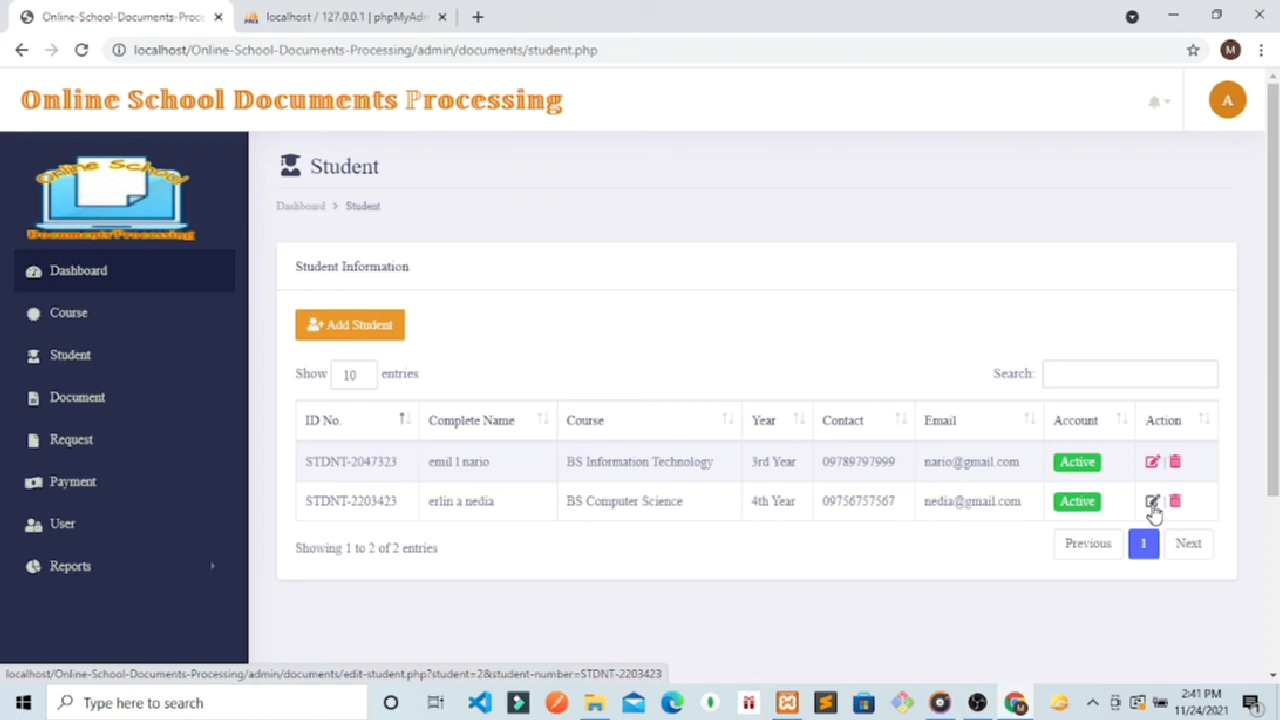 Online-School-Documents-Proce
localhost / 127.0.0.1 | phpMyAdm
localhost/Online-School-Documents-Processing/admin/documents/student.php
M
Online School Documents Processing
A
Online School
Documents Processing
Dashboard
Course
Student
Document
Request
Payment
User
Reports
Student
Dashboard > Student
Student Information
Add Student
Show 10 entries
Search:
ID No. Complete Name Course Year Contact Email Account Action
STDNT-2047323 emil l nario BS Information Technology 3rd Year 09789797999 nario@gmail.com Active
STDNT-2203423 erlin a nedia BS Computer Science 4th Year 09756757567 nedia@gmail.com Active
Showing 1 to 2 of 2 entries
Previous 1 Next
localhost/Online-School-Documents-Processing/admin/documents/edit-student.php?student=2&student-number=STDNT-2203423
Type here to search
2:41 PM
11/24/2021